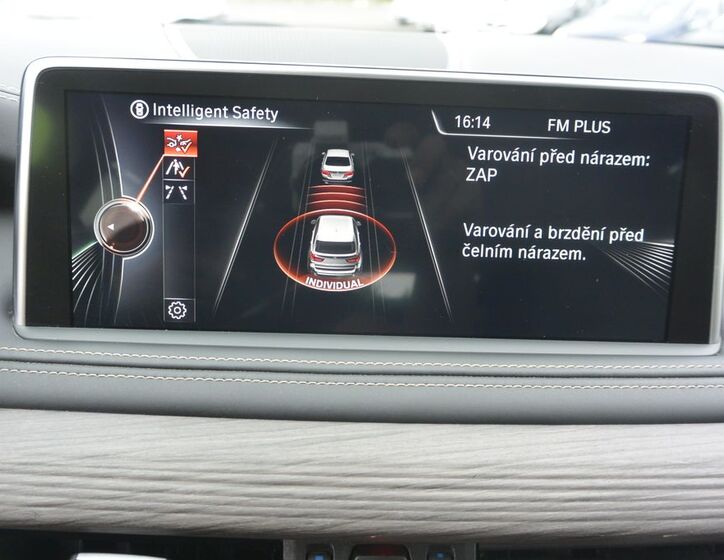 Intelligent Safety
16:14
FM PLUS
Varování před nárazem:
ZAP
Varování a brzdění před
čelním nárazem.
INDIVIDUAL